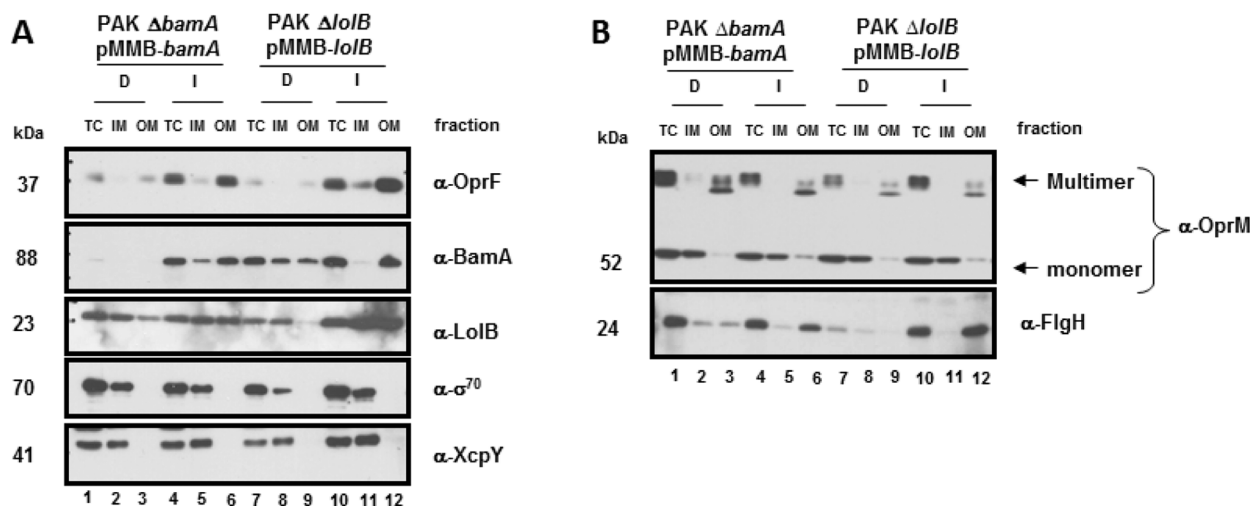 A
PAK ΔbamA
pMMB-bamA
PAK ΔlolB
pMMB-lolB
D I D I
kDa TC IM OM TC IM OM TC IM OM TC IM OM fraction
37 α-OprF
88 α-BamA
23 α-LolB
70 α-σ⁷⁰
41 α-XcpY
1 2 3 4 5 6 7 8 9 10 11 12
B
PAK ΔbamA
pMMB-bamA
PAK ΔlolB
pMMB-lolB
D I D I
TC IM OM TC IM OM TC IM OM TC IM OM fraction
kDa
← Multimer
α-OprM
52 ← monomer
24 α-FlgH
1 2 3 4 5 6 7 8 9 10 11 12